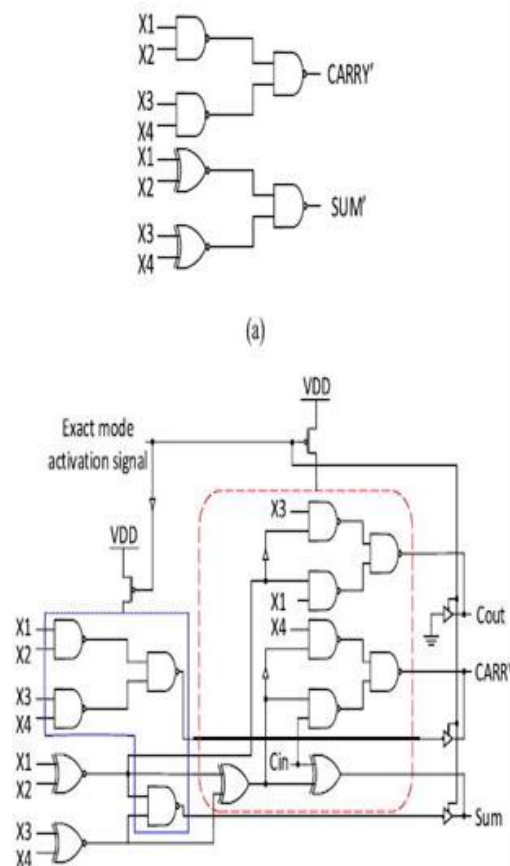 X1
X2
CARRY'
X3
X4
X1
X2
SUM'
X3
X4
(a)
VDD
Exact mode
activation signal
X3
VDD
X1
X4
Cout
X1
X2
CARRY
X3
X4
X1
Cin
X2
Sum
X3
X4